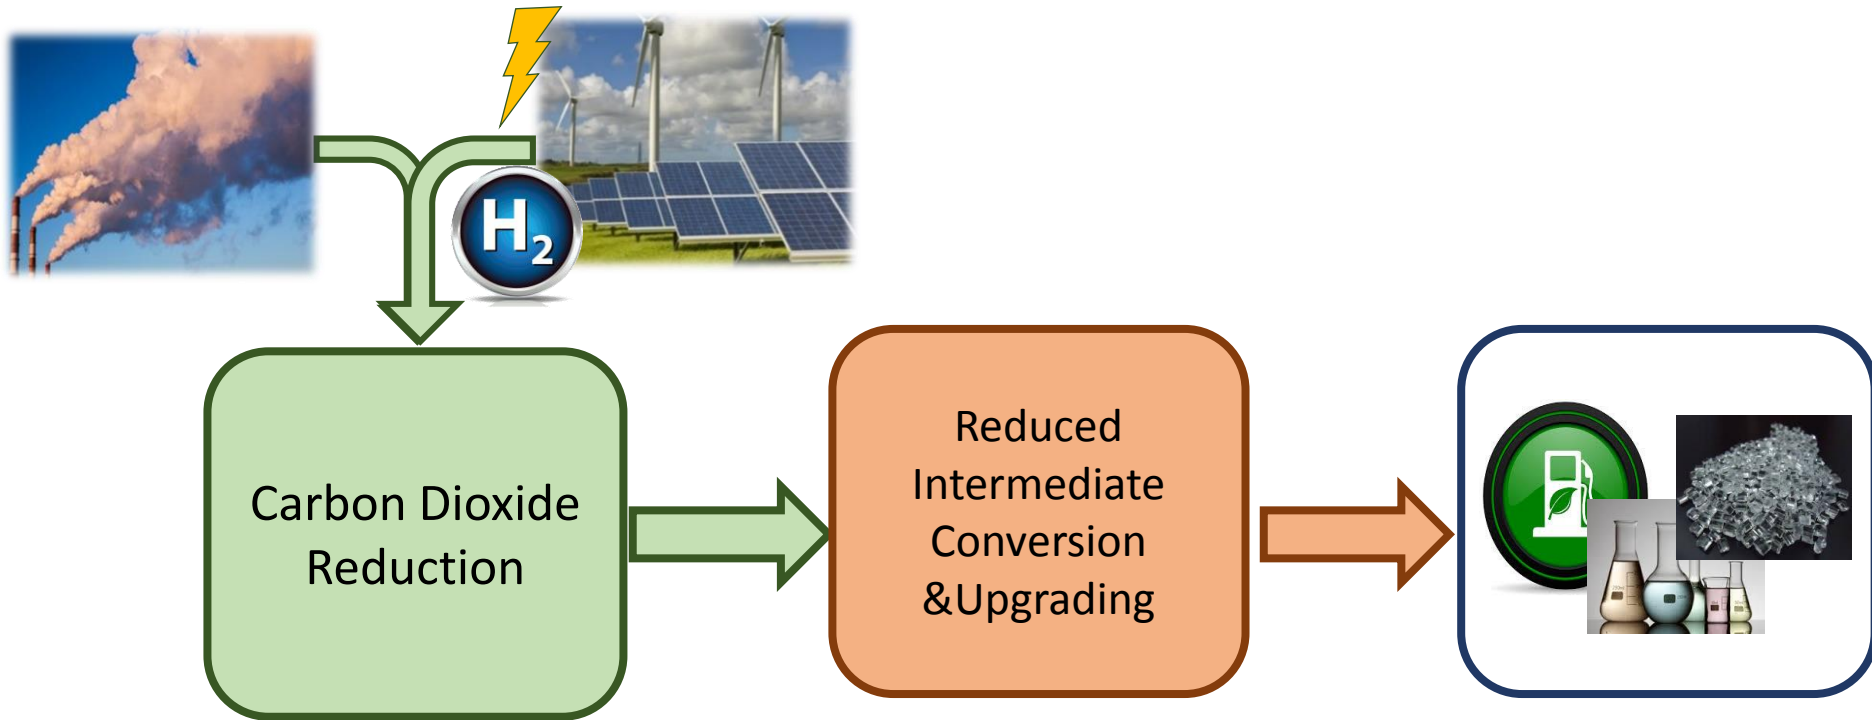 H2
Carbon Dioxide
Reduction
Reduced
Intermediate
Conversion
&Upgrading